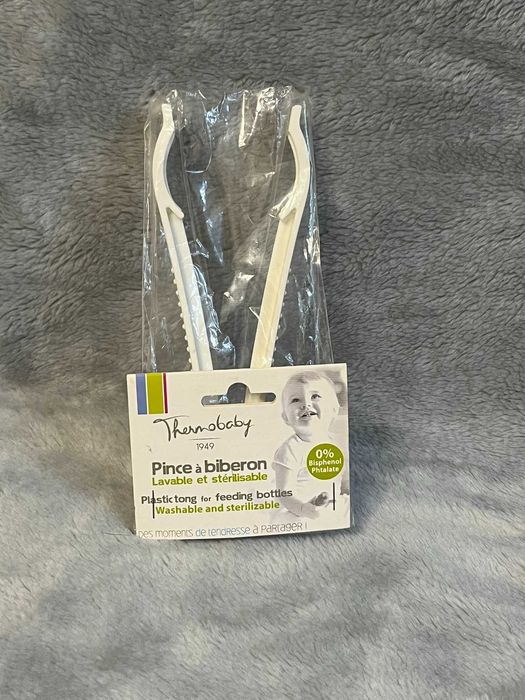 Thermobaby
1949
Pince à biberon
Lavable et stérilisable
0%
Bisphenol
Phtalate
Plastic tong for feeding bottles
Washable and sterilizable
Des moments de tendresse à partager !